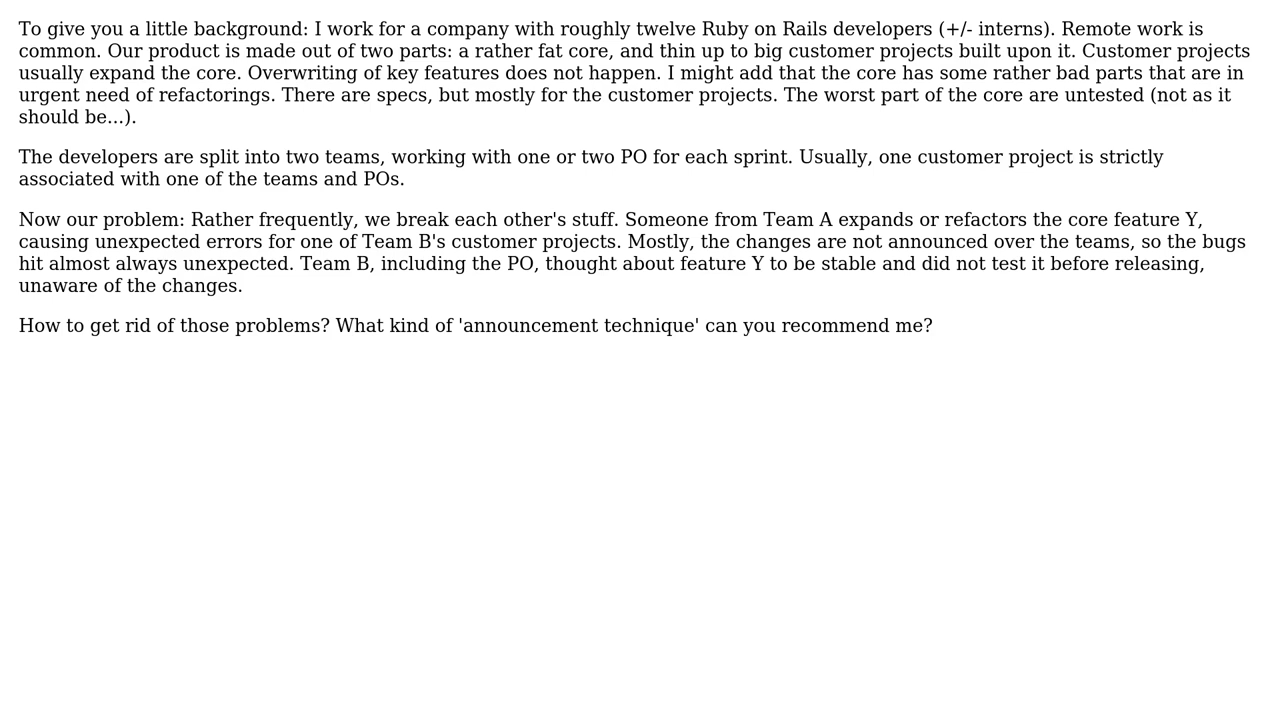 To give you a little background: I work for a company with roughly twelve Ruby on Rails developers (+/- interns). Remote work is
common. Our product is made out of two parts: a rather fat core, and thin up to big customer projects built upon it. Customer projects
usually expand the core. Overwriting of key features does not happen. I might add that the core has some rather bad parts that are in
urgent need of refactorings. There are specs, but mostly for the customer projects. The worst part of the core are untested (not as it
should be...).
The developers are split into two teams, working with one or two PO for each sprint. Usually, one customer project is strictly
associated with one of the teams and POs.
Now our problem: Rather frequently, we break each other's stuff. Someone from Team A expands or refactors the core feature Y,
causing unexpected errors for one of Team B's customer projects. Mostly, the changes are not announced over the teams, so the bugs
hit almost always unexpected. Team B, including the PO, thought about feature Y to be stable and did not test it before releasing,
unaware of the changes.
How to get rid of those problems? What kind of 'announcement technique' can you recommend me?